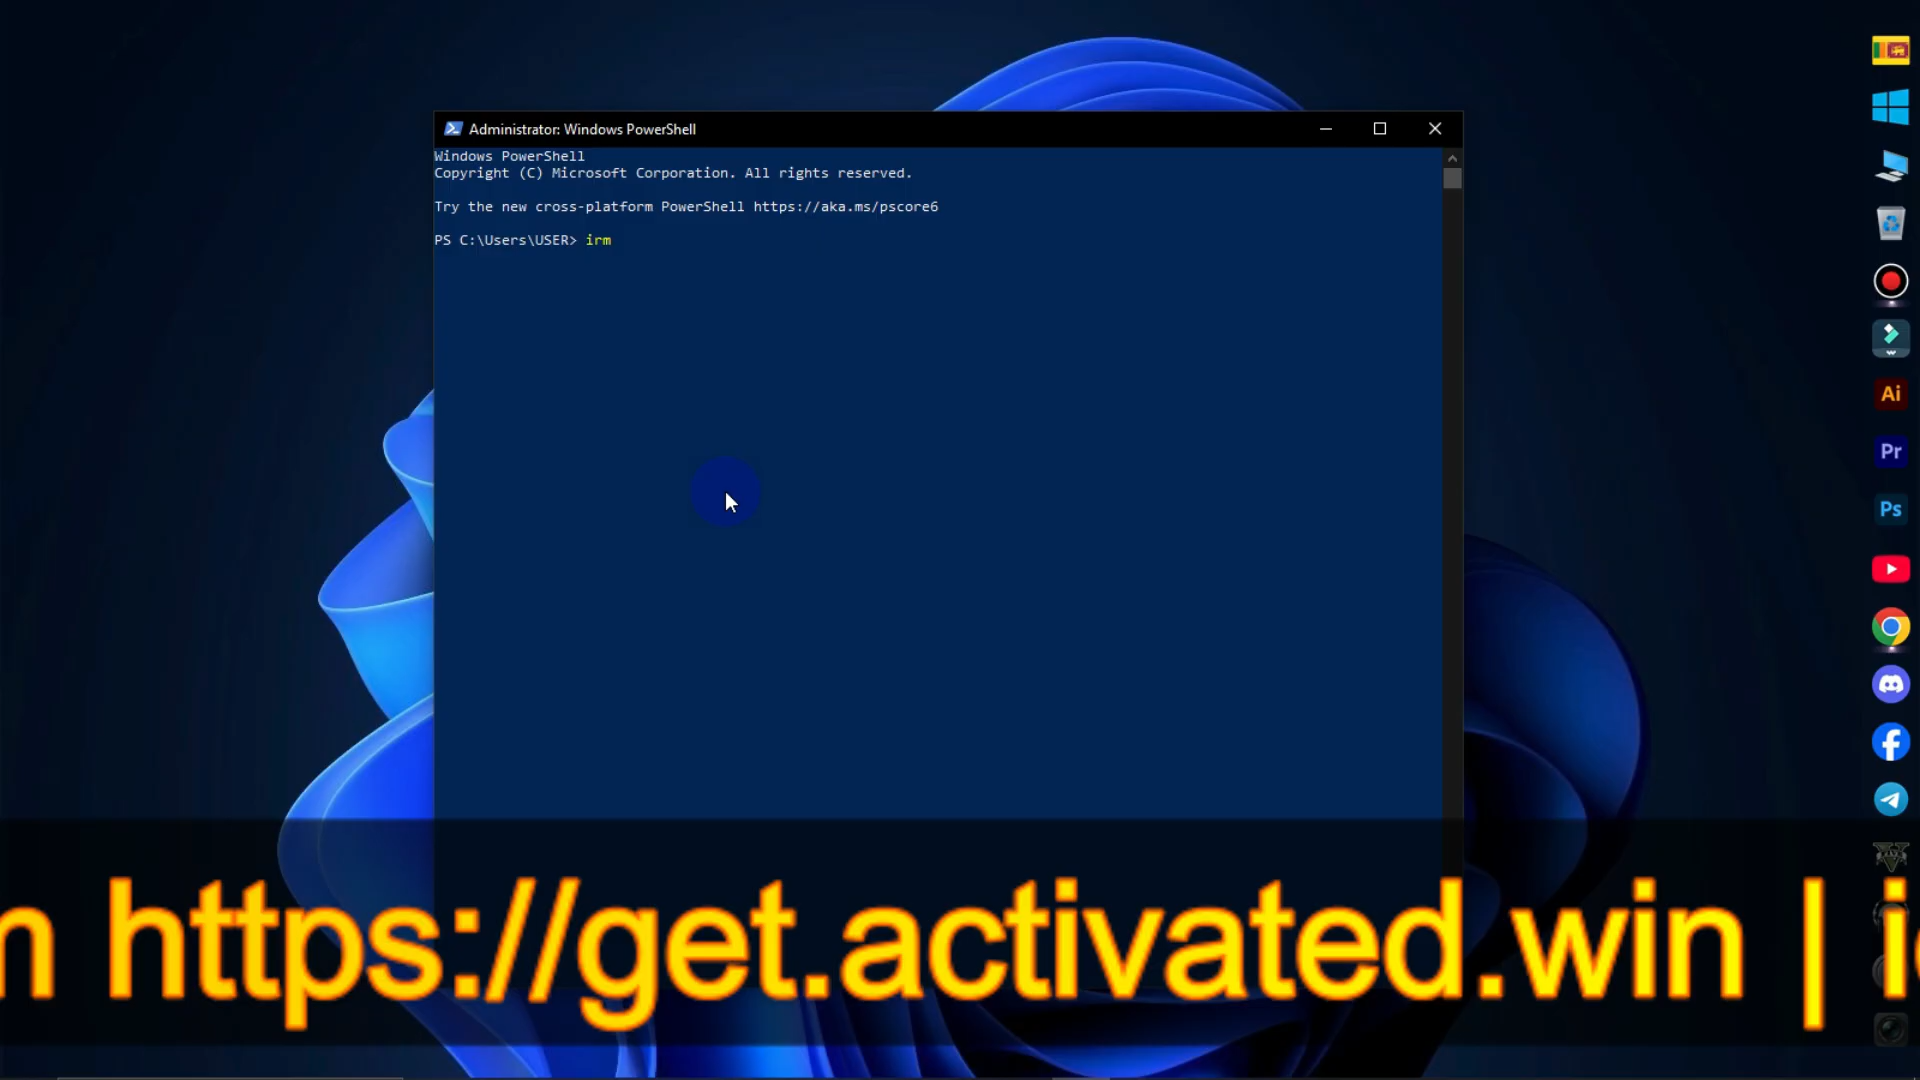 Administrator: Windows PowerShell
Windows PowerShell
Copyright (C) Microsoft Corporation. All rights reserved.
Try the new cross-platform PowerShell https://aka.ms/pscore6
PS C:\Users\USER> irm
Ai
Pr
Ps
m https://get.activated.win | i